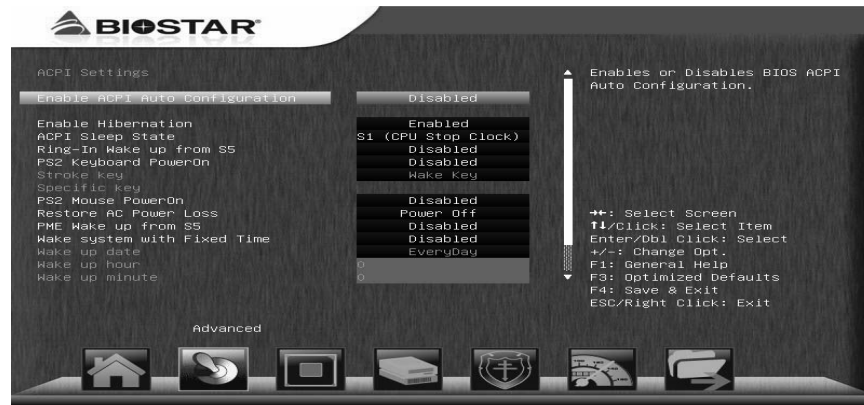 BIOSTAR®
ACPI Settings
Enable ACPI Auto Configuration Disabled
Enable Hibernation Enabled
ACPI Sleep State S1 (CPU Stop Clock)
Ring-In Wake up from S5 Disabled
PS2 Keyboard PowerOn Disabled
Stroke key Wake Key
Specific key
PS2 Mouse PowerOn Disabled
Restore AC Power Loss Power Off
PME Wake up from S5 Disabled
Wake system with Fixed Time Disabled
Wake up date EveryDay
Wake up hour 0
Wake up minute 0
Enables or Disables BIOS ACPI
Auto Configuration.
→←: Select Screen
↑↓/Click: Select Item
Enter/Dbl Click: Select
+/-: Change Opt.
F1: General Help
F3: Optimized Defaults
F4: Save & Exit
ESC/Right Click: Exit
Advanced